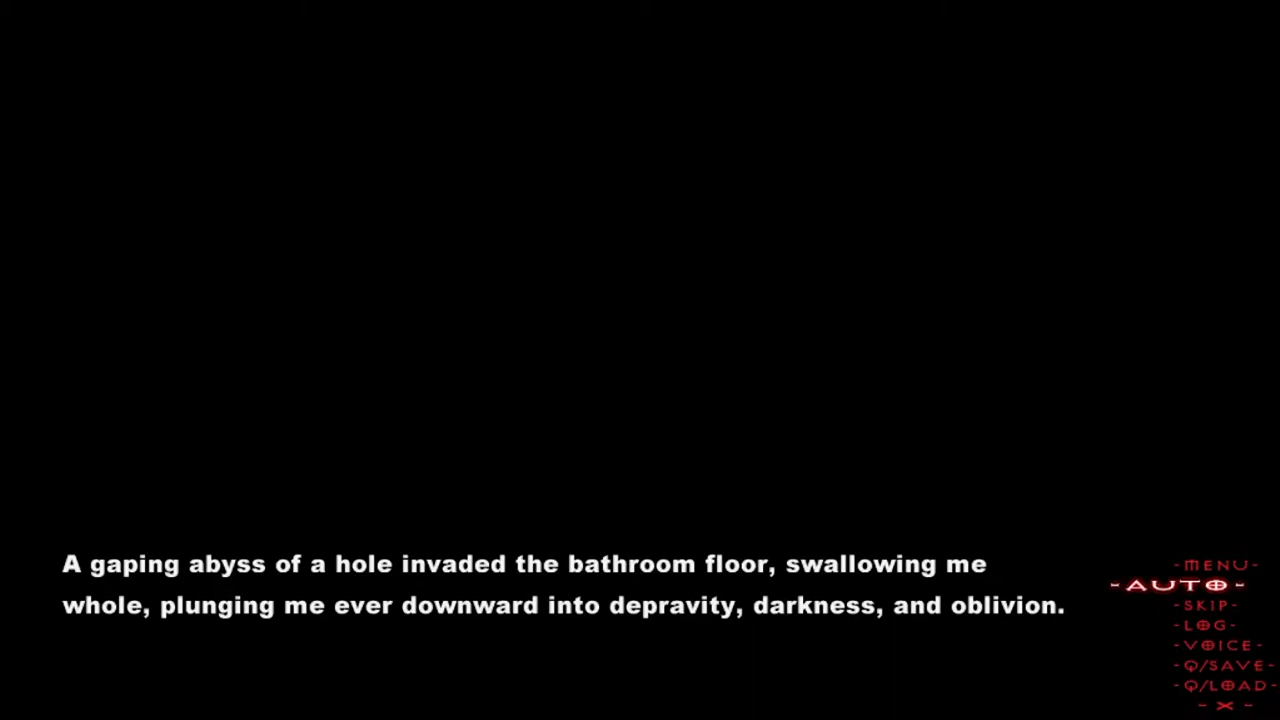 A gaping abyss of a hole invaded the bathroom floor, swallowing me
whole, plunging me ever downward into depravity, darkness, and oblivion.
-MENU-
-AUTO-
-SKIP-
-LOG-
-VOICE-
-Q/SAVE-
-Q/LOAD-
-X-